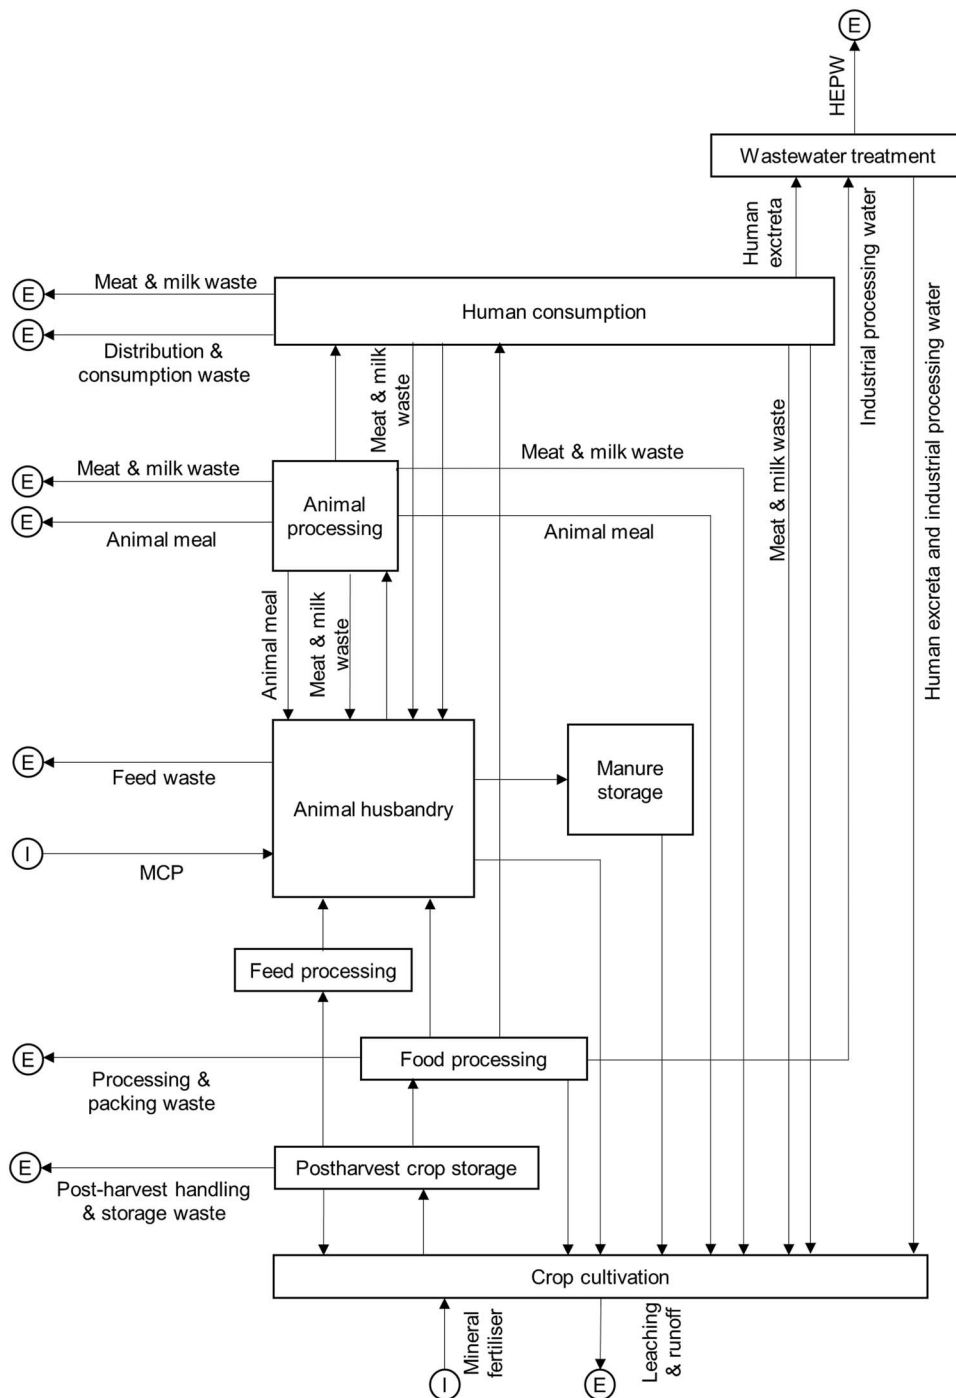 E
HEPW
Wastewater treatment
Human
exctreta
Industrial processing water
Human excreta and industrial processing water
E
Meat & milk waste
Human consumption
E
Distribution &
consumption waste
Meat & milk
waste
Meat & milk waste
E
Meat & milk waste
Animal
processing
Meat & milk waste
E
Animal meal
Animal meal
Animal meal
Meat & milk
waste
E
Feed waste
Animal husbandry
Manure
storage
I
MCP
Feed processing
E
Processing &
packing waste
Food processing
E
Post-harvest handling
& storage waste
Postharvest crop storage
Crop cultivation
Mineral
fertiliser
I
Leaching
& runoff
E